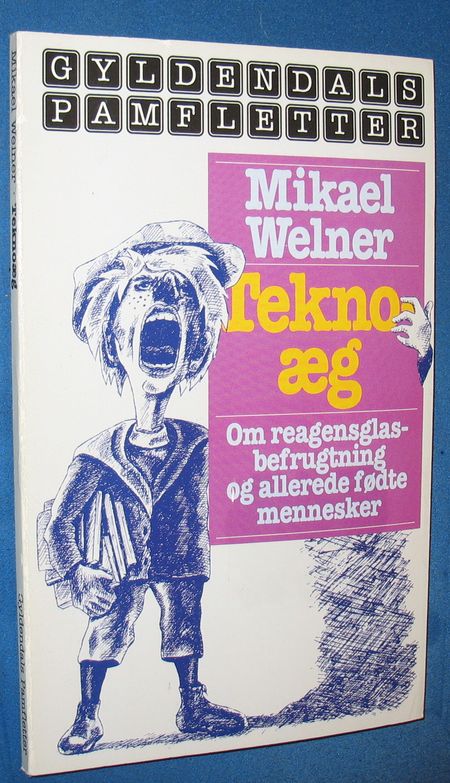 GYLDENDALS
PAMFLETTER
Mikael
Welner
Tekno-
æg
Om reagensglas-
befrugtning
og allerede fødte
mennesker
Mikael Welner Teknoæg Gyldendals Pamfletter